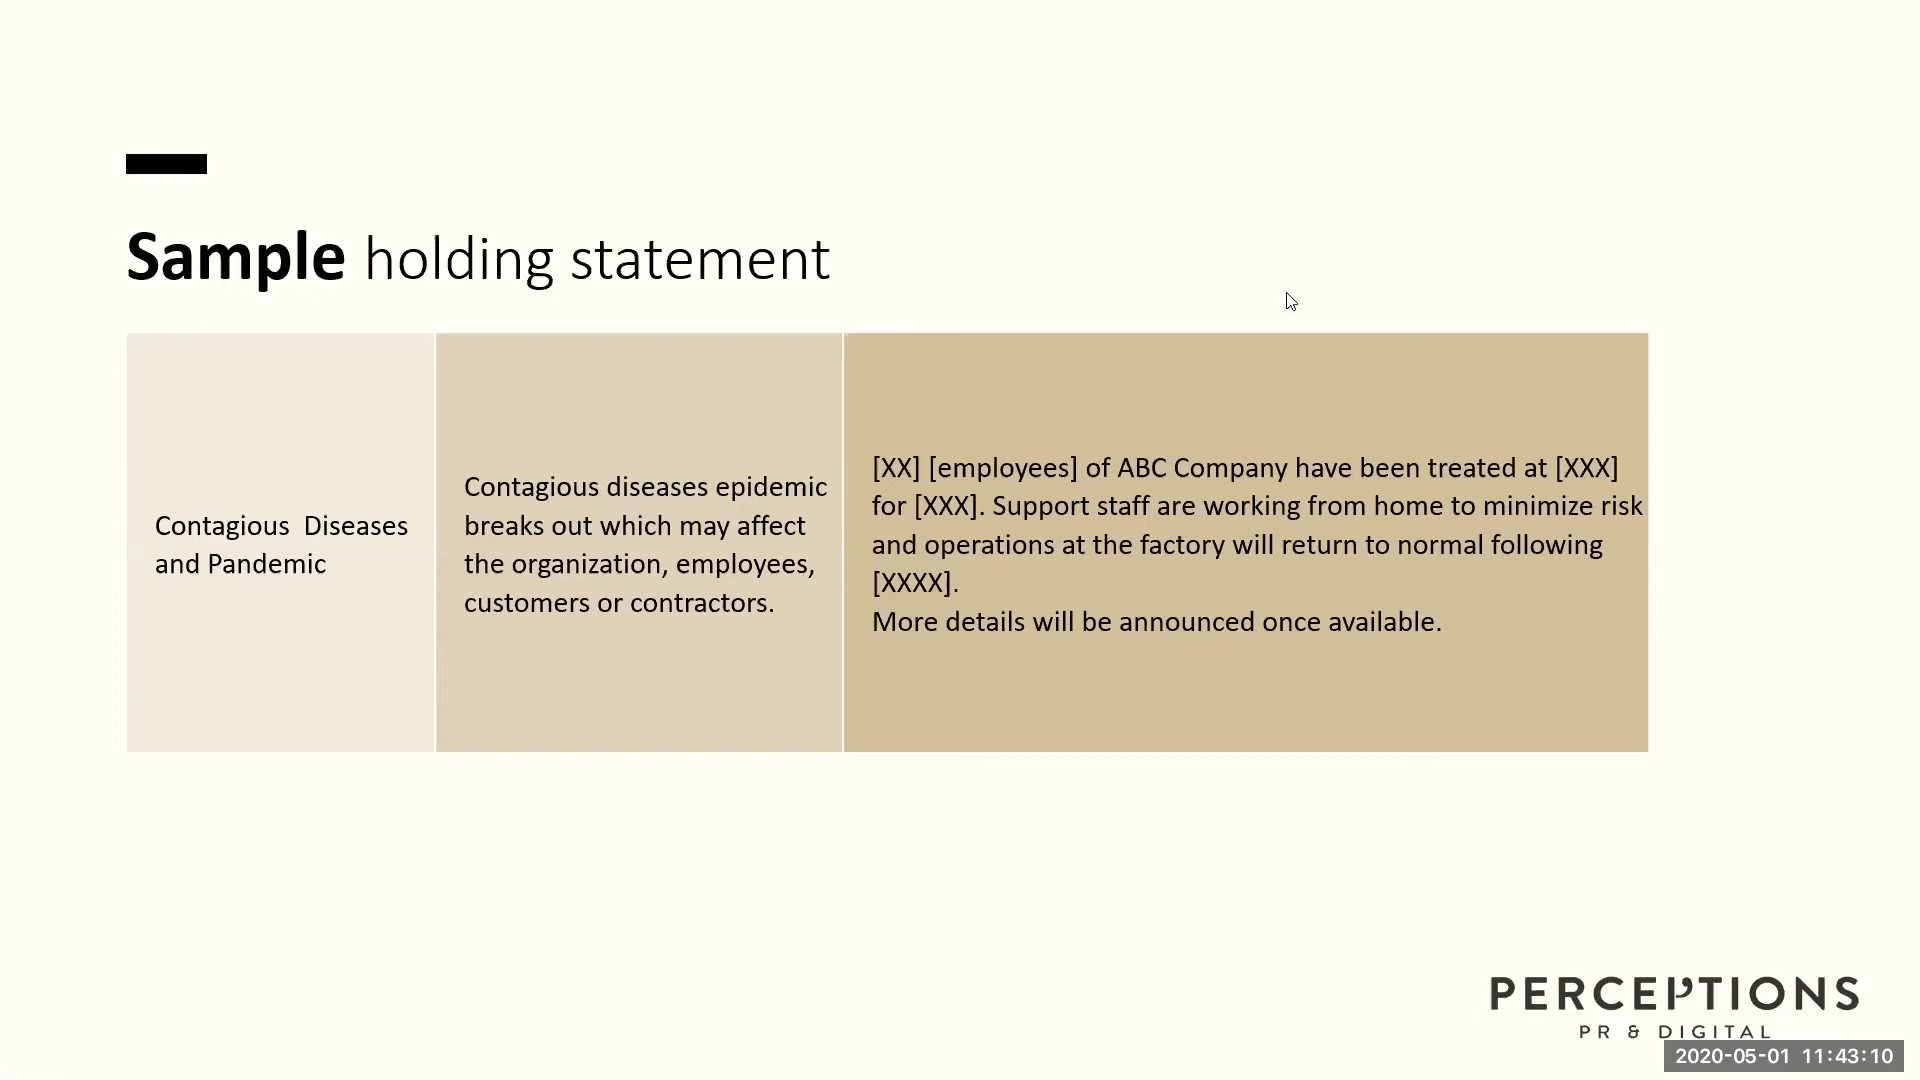 Sample holding statement
Contagious Diseases
and Pandemic
Contagious diseases epidemic
breaks out which may affect
the organization, employees,
customers or contractors.
[XX] [employees] of ABC Company have been treated at [XXX]
for [XXX]. Support staff are working from home to minimize risk
and operations at the factory will return to normal following
[XXXX].
More details will be announced once available.
PERCEPTIONS
PR & DIGITAL
2020-05-01 11:43:10